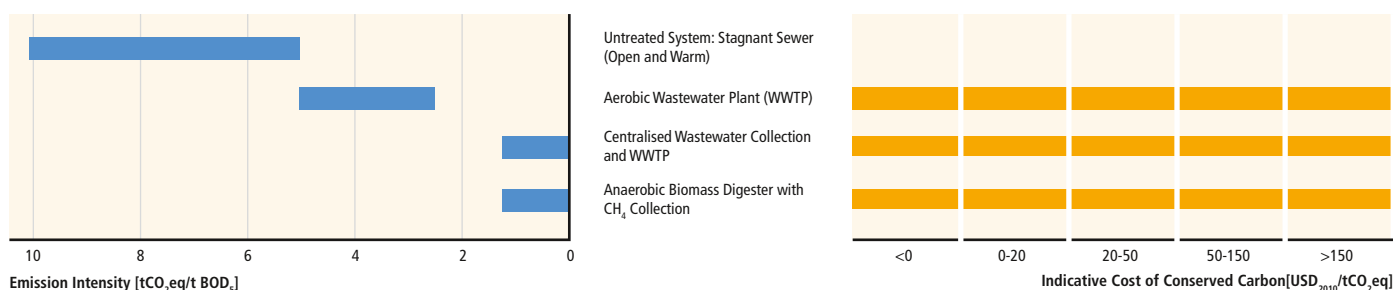 Untreated System: Stagnant Sewer
(Open and Warm)
Aerobic Wastewater Plant (WWTP)
Centralised Wastewater Collection
and WWTP
Anaerobic Biomass Digester with
CH₄ Collection
10 8 6 4 2 0
Emission Intensity [tCO₂eq/t BOD₅]
<0 0-20 20-50 50-150 >150
Indicative Cost of Conserved Carbon[USD₂₀₁₀/tCO₂eq]